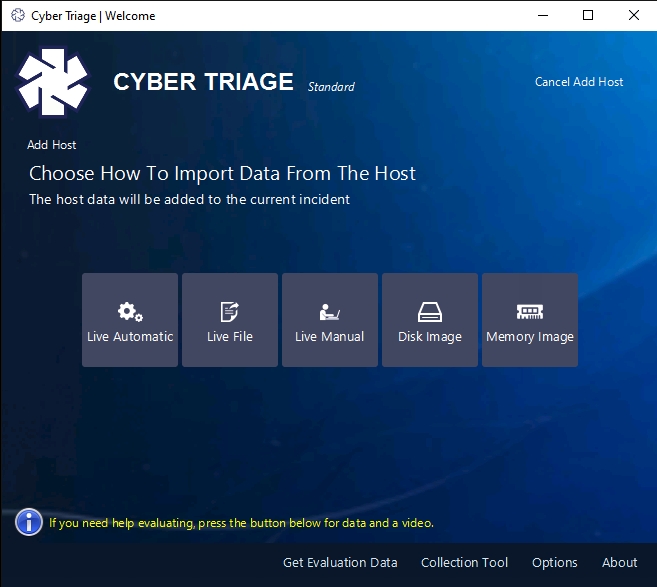 Cyber Triage | Welcome
CYBER TRIAGE Standard
Cancel Add Host
Add Host
Choose How To Import Data From The Host
The host data will be added to the current incident
Live Automatic
Live File
Live Manual
Disk Image
Memory Image
If you need help evaluating, press the button below for data and a video.
Get Evaluation Data
Collection Tool
Options
About